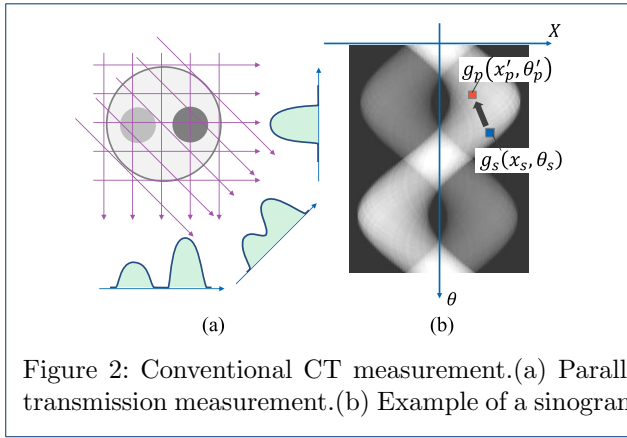 X
g_p(x'_p, θ'_p)
g_s(x_s, θ_s)
θ
(a) (b)
Figure 2: Conventional CT measurement.(a) Parall
transmission measurement.(b) Example of a sinogran